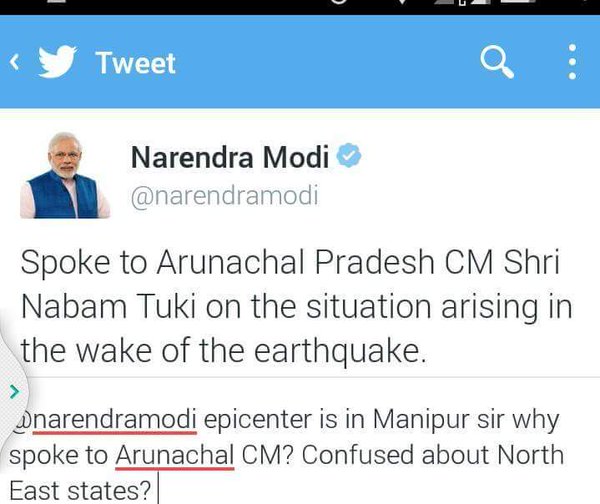 Tweet
Narendra Modi
@narendramodi
Spoke to Arunachal Pradesh CM Shri
Nabam Tuki on the situation arising in
the wake of the earthquake.
@narendramodi epicenter is in Manipur sir why
spoke to Arunachal CM? Confused about North
East states?